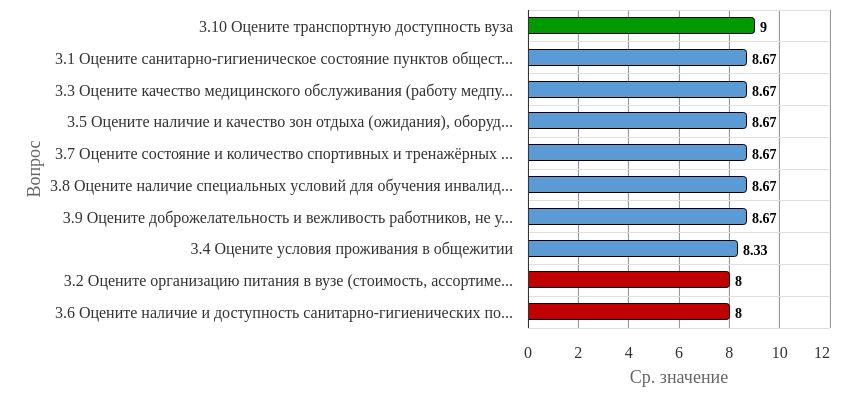 3.10 Оцените транспортную доступность вуза 9
3.1 Оцените санитарно-гигиеническое состояние пунктов общест... 8.67
3.3 Оцените качество медицинского обслуживания (работу медпу... 8.67
3.5 Оцените наличие и качество зон отдыха (ожидания), оборуд... 8.67
3.7 Оцените состояние и количество спортивных и тренажёрных ... 8.67
3.8 Оцените наличие специальных условий для обучения инвалид... 8.67
3.9 Оцените доброжелательность и вежливость работников, не у... 8.67
3.4 Оцените условия проживания в общежитии 8.33
3.2 Оцените организацию питания в вузе (стоимость, ассортиме... 8
3.6 Оцените наличие и доступность санитарно-гигиенических по... 8
Вопрос
0 2 4 6 8 10 12
Ср. значение